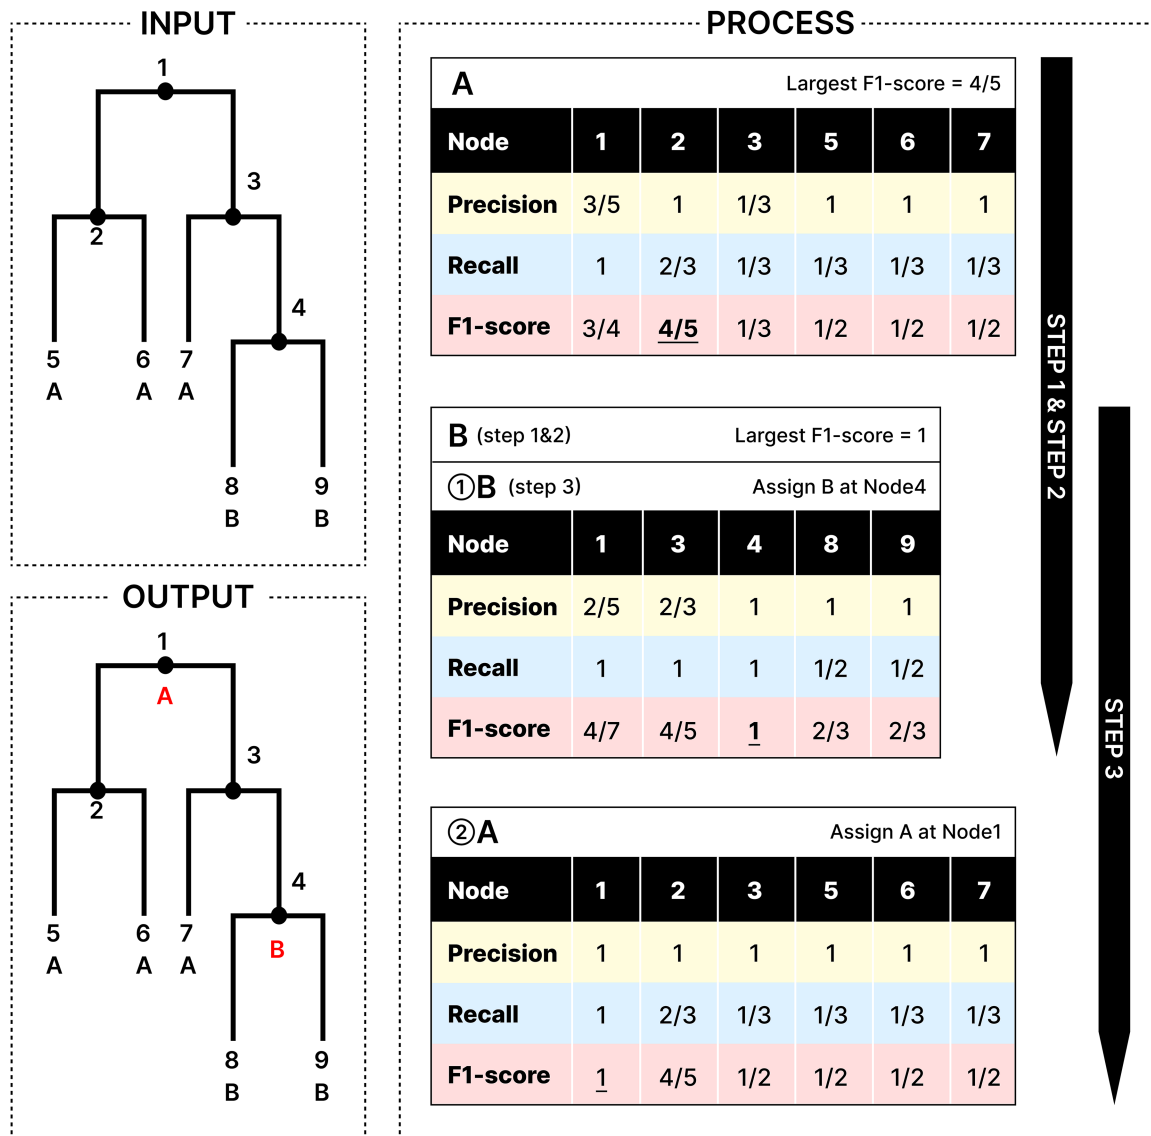 INPUT
1
3
2
4
5 6 7
A A A
8 9
B B
OUTPUT
1
A
3
2
4
5 6 7
A A A
B
8 9
B B
PROCESS
A Largest F1-score = 4/5
Node 1 2 3 5 6 7
Precision 3/5 1 1/3 1 1 1
Recall 1 2/3 1/3 1/3 1/3 1/3
F1-score 3/4 4/5 1/3 1/2 1/2 1/2
B (step 1&2) Largest F1-score = 1
①B (step 3) Assign B at Node4
Node 1 3 4 8 9
Precision 2/5 2/3 1 1 1
Recall 1 1 1 1/2 1/2
F1-score 4/7 4/5 1 2/3 2/3
②A Assign A at Node1
Node 1 2 3 5 6 7
Precision 1 1 1 1 1 1
Recall 1 2/3 1/3 1/3 1/3 1/3
F1-score 1 4/5 1/2 1/2 1/2 1/2
STEP 1 & STEP 2
STEP 3